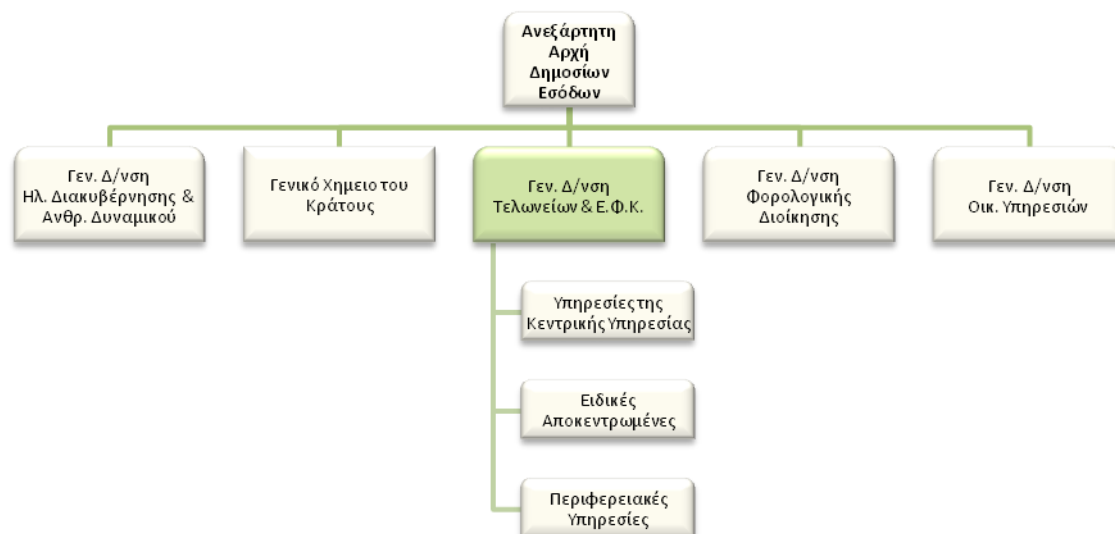 Ανεξάρτητη
Αρχή
Δημοσίων
Εσόδων
Γεν. Δ/νση
Ηλ. Διακυβέρνησης &
Ανθρ. Δυναμικού
Γενικό Χημειο του
Κράτους
Γεν. Δ/νση
Τελωνείων & Ε.Φ.Κ.
Γεν. Δ/νση
Φορολογικής
Διοίκησης
Γεν. Δ/νση
Οικ. Υπηρεσιών
Υπηρεσίες της
Κεντρικής Υπηρεσίας
Ειδικές
Αποκεντρωμένες
Περιφερειακές
Υπηρεσίες